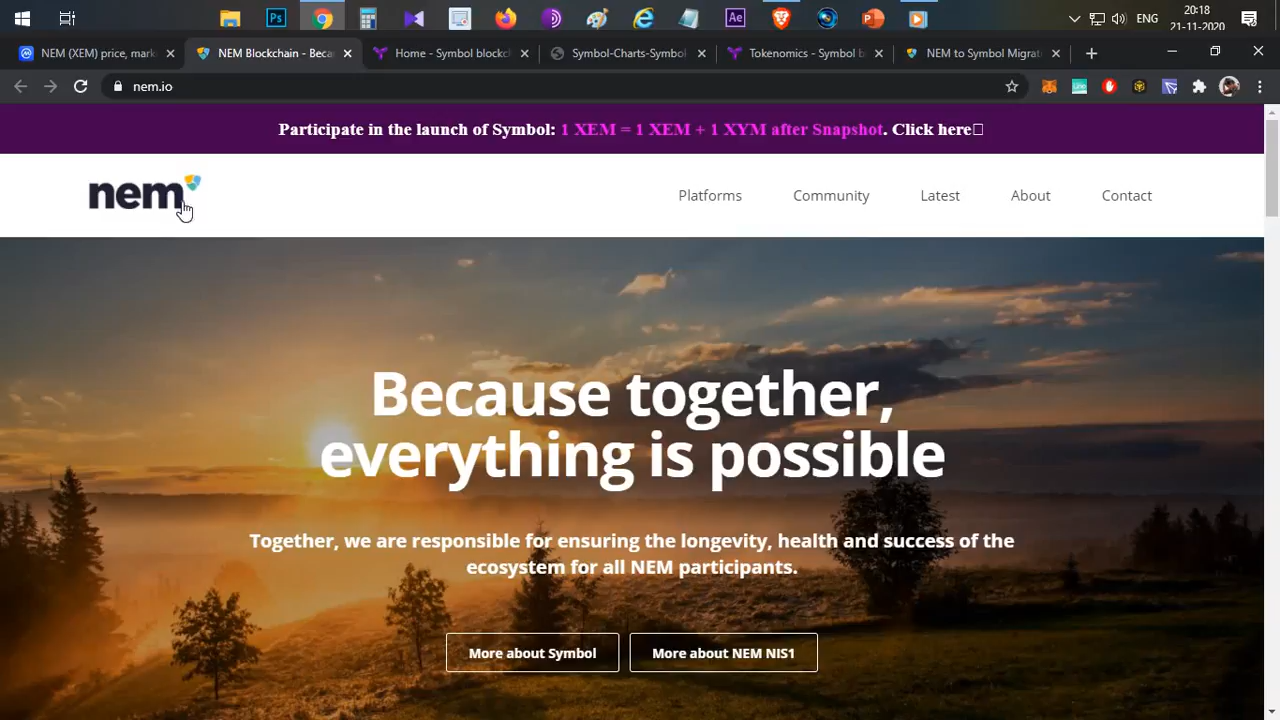 Ps
Ae
ENG
20:18
21-11-2020
NEM (XEM) price, mark
NEM Blockchain - Beca
Home - Symbol blockc
Symbol-Charts-Symbol-
Tokenomics - Symbol b
NEM to Symbol Migrat
nem.io
Participate in the launch of Symbol: 1 XEM = 1 XEM + 1 XYM after Snapshot. Click here
nem
Platforms
Community
Latest
About
Contact
Because together,
everything is possible
Together, we are responsible for ensuring the longevity, health and success of the
ecosystem for all NEM participants.
More about Symbol
More about NEM NIS1